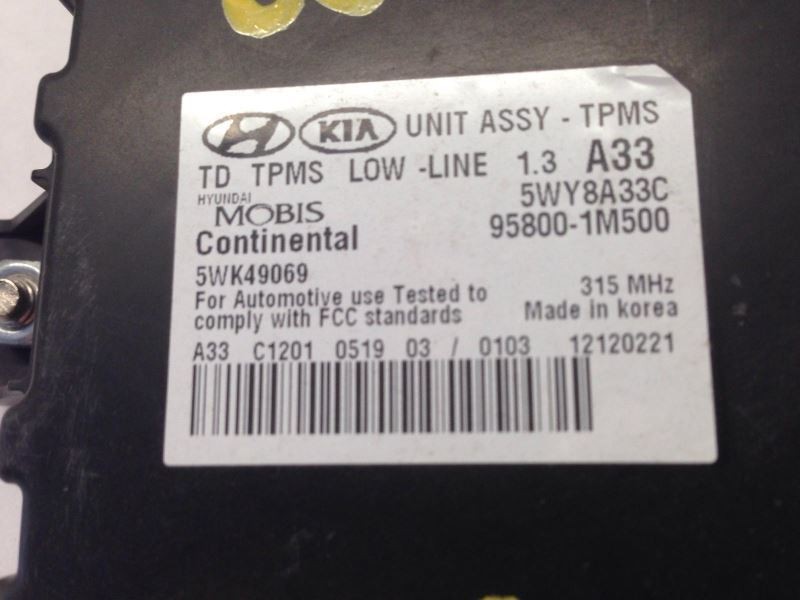 KIA UNIT ASSY - TPMS
TD TPMS LOW -LINE 1.3 A33
HYUNDAI MOBIS 5WY8A33C
Continental 95800-1M500
5WK49069 315 MHz
For Automotive use Tested to Made in korea
comply with FCC standards
A33 C1201 0519 03 / 0103 12120221